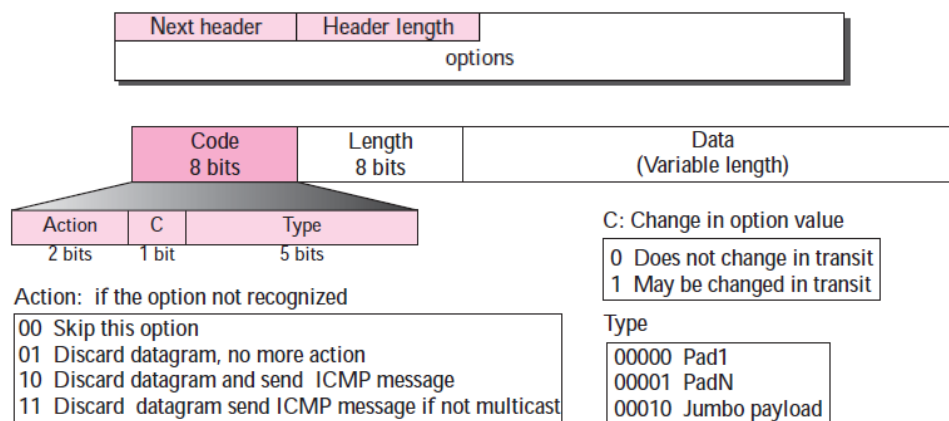 Next header Header length
options
Code Length Data
8 bits 8 bits (Variable length)
Action C Type
2 bits 1 bit 5 bits
C: Change in option value
0 Does not change in transit
1 May be changed in transit
Action: if the option not recognized
00 Skip this option
01 Discard datagram, no more action
10 Discard datagram and send ICMP message
11 Discard datagram send ICMP message if not multicast
Type
00000 Pad1
00001 PadN
00010 Jumbo payload